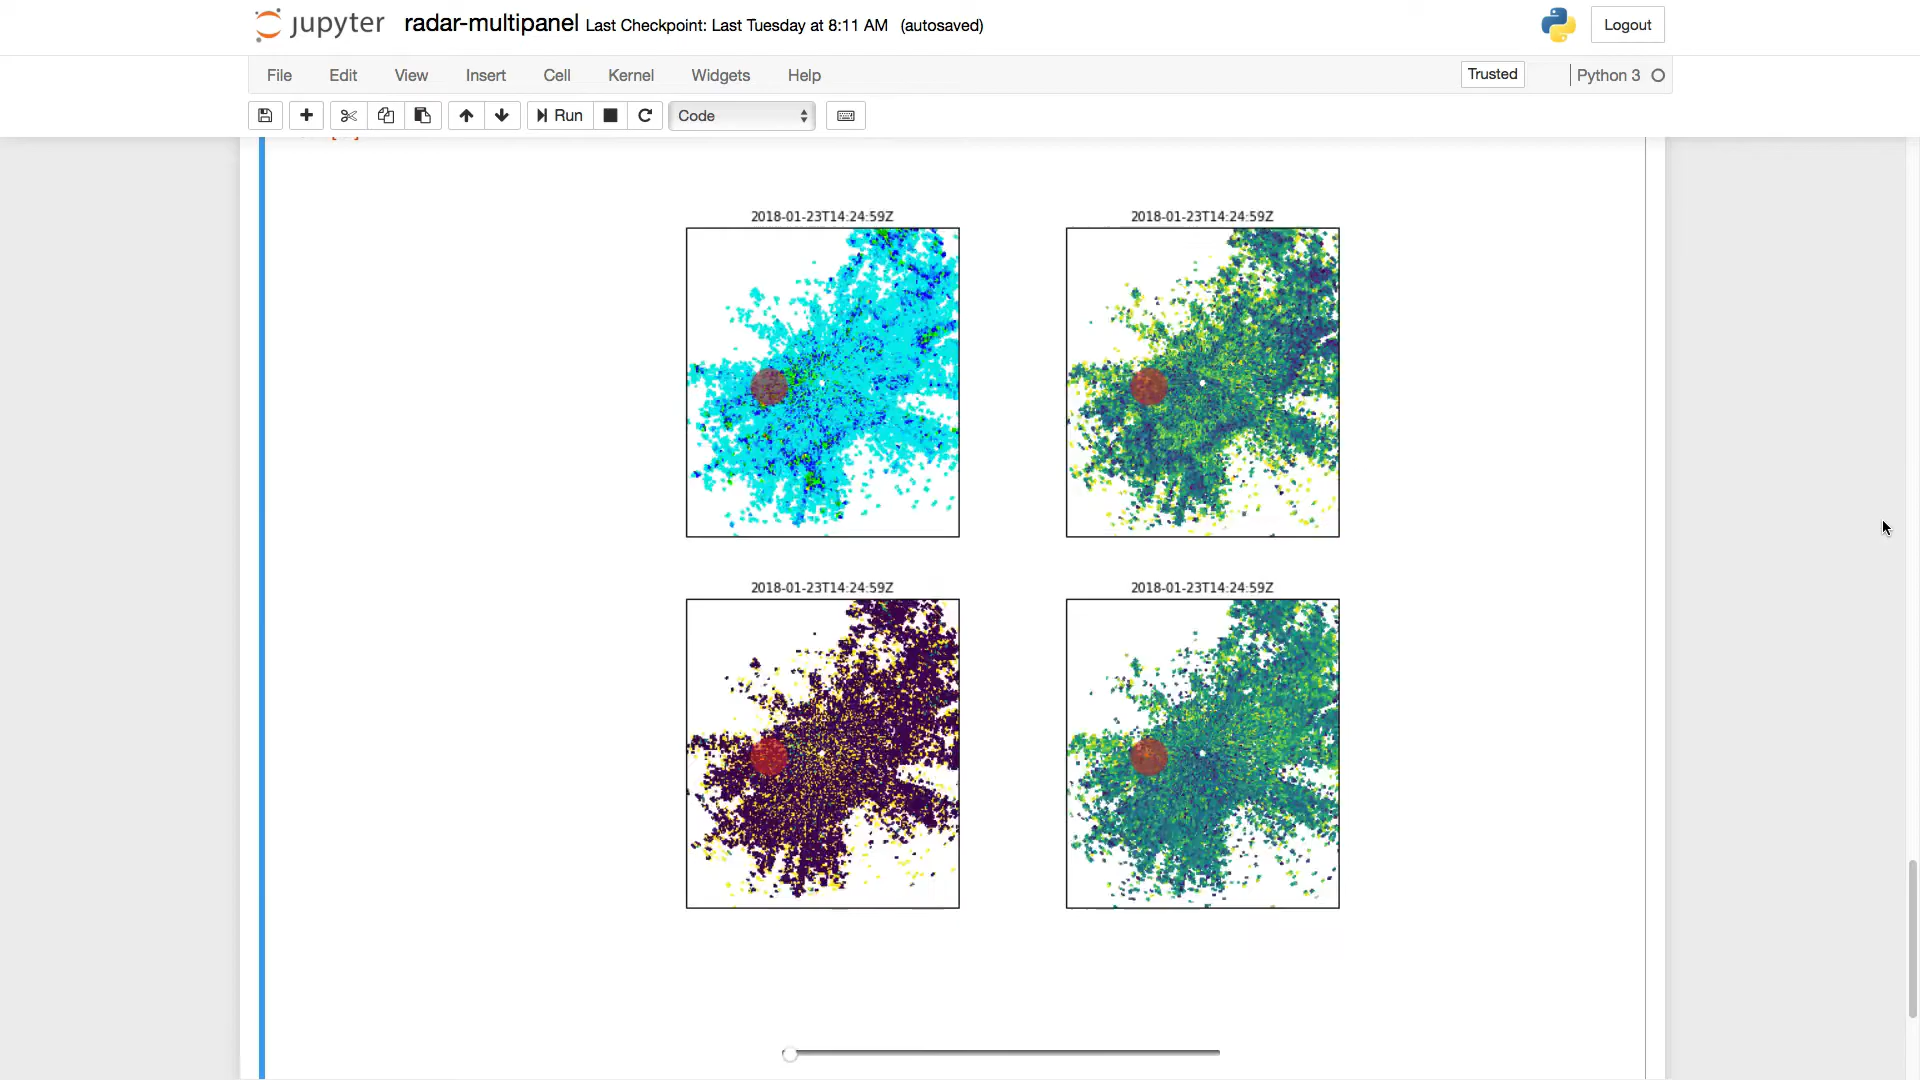 jupyter radar-multipanel Last Checkpoint: Last Tuesday at 8:11 AM (autosaved) Logout
File Edit View Insert Cell Kernel Widgets Help Trusted Python 3
Run Code
2018-01-23T14:24:59Z 2018-01-23T14:24:59Z
2018-01-23T14:24:59Z 2018-01-23T14:24:59Z